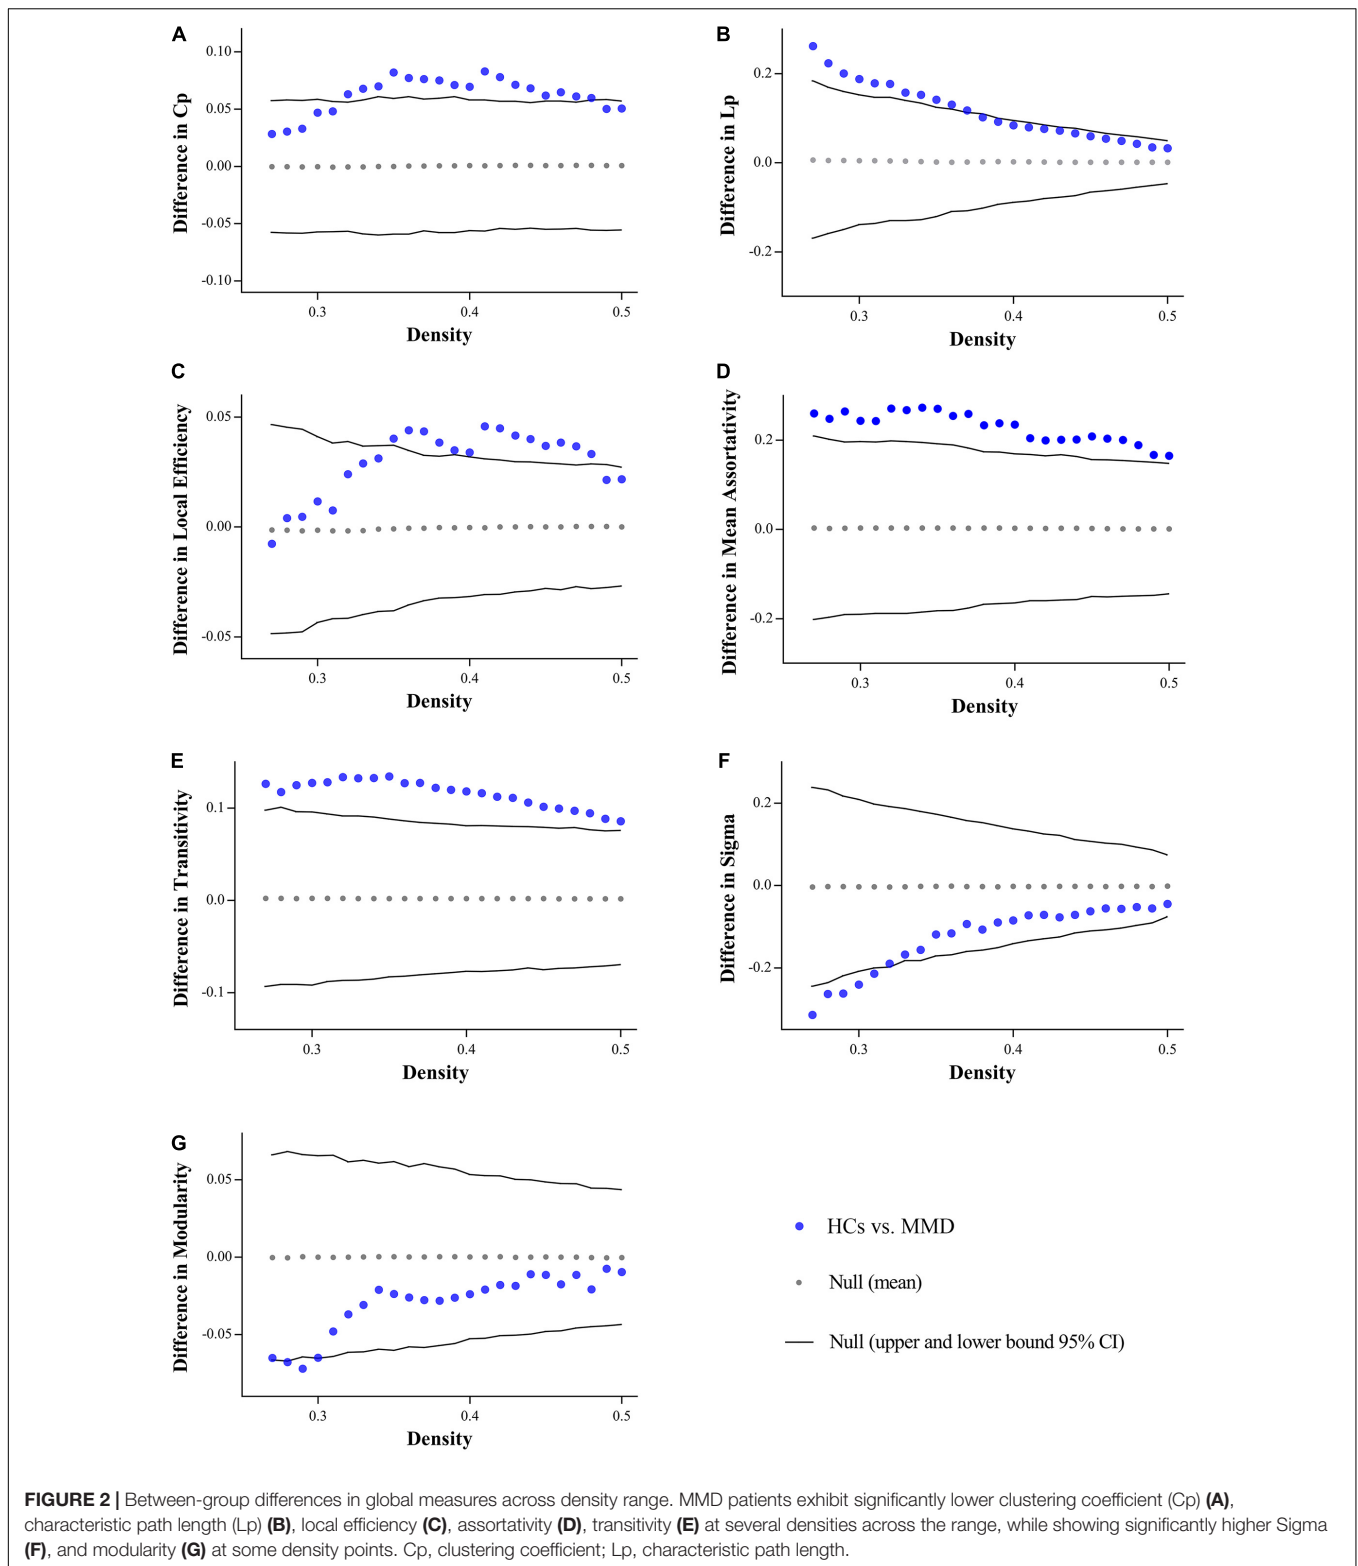 A
0.10
0.05
0.00
-0.05
-0.10
Difference in Cp
0.3 0.4 0.5
Density
B
0.2
0.0
-0.2
Difference in Lp
0.3 0.4 0.5
Density
C
0.05
0.00
-0.05
Difference in Local Efficiency
0.3 0.4 0.5
Density
D
0.2
0.0
-0.2
Difference in Mean Assortativity
0.3 0.4 0.5
Density
E
0.1
0.0
-0.1
Difference in Transitivity
0.3 0.4 0.5
Density
F
0.2
0.0
-0.2
Difference in Sigma
0.3 0.4 0.5
Density
G
0.05
0.00
-0.05
Difference in Modularity
0.3 0.4 0.5
Density
HCs vs. MMD
Null (mean)
Null (upper and lower bound 95% CI)
FIGURE 2 | Between-group differences in global measures across density range. MMD patients exhibit significantly lower clustering coefficient (Cp) (A),
characteristic path length (Lp) (B), local efficiency (C), assortativity (D), transitivity (E) at several densities across the range, while showing significantly higher Sigma
(F), and modularity (G) at some density points. Cp, clustering coefficient; Lp, characteristic path length.